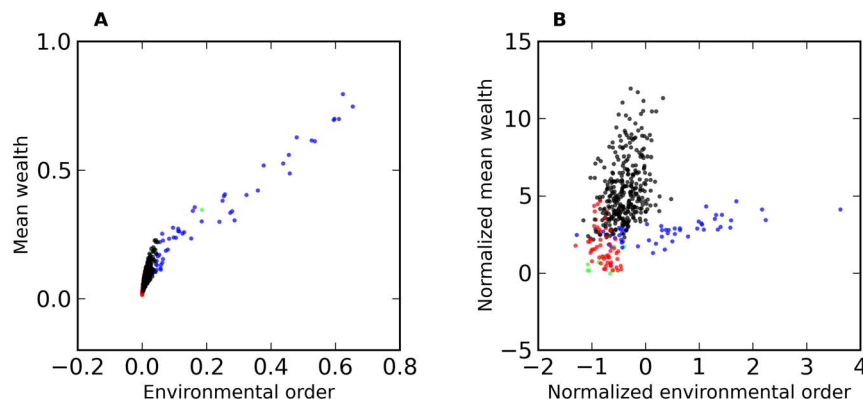 A
1.0
0.5
0.0
Mean wealth
−0.2 0.0 0.2 0.4 0.6 0.8
Environmental order
B
15
10
5
0
−5
Normalized mean wealth
−2 −1 0 1 2 3 4
Normalized environmental order